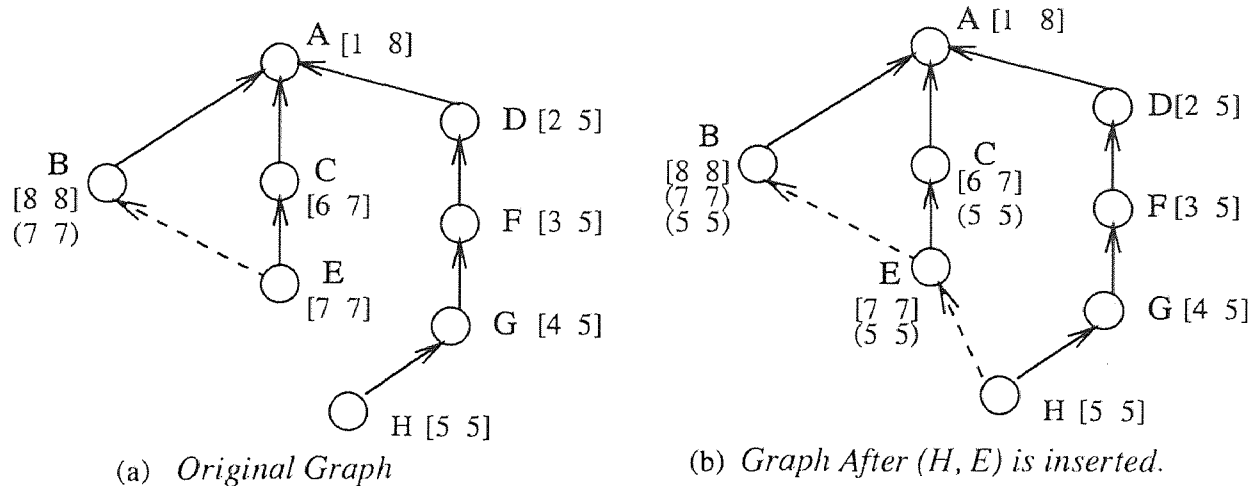 A [1 8]
D [2 5]
B
[8 8]
(7 7)
C
[6 7]
F [3 5]
E
[7 7]
G [4 5]
H [5 5]
(a) Original Graph
A [1 8]
D[2 5]
B
[8 8]
(7 7)
(5 5)
C
[6 7]
(5 5)
F [3 5]
E
[7 7]
(5 5)
G [4 5]
H [5 5]
(b) Graph After (H, E) is inserted.